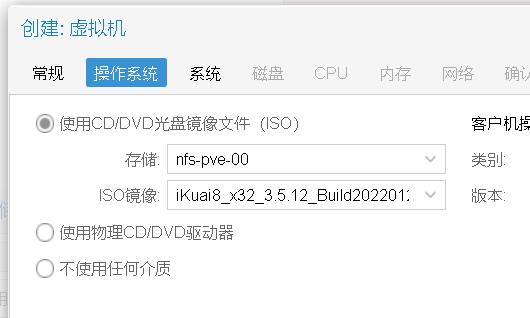 创建: 虚拟机
常规 操作系统 系统 磁盘 CPU 内存 网络 确认
使用CD/DVD光盘镜像文件（ISO） 客户机操
存储: nfs-pve-00 类别:
ISO镜像: iKuai8_x32_3.5.12_Build202201 版本:
使用物理CD/DVD驱动器
不使用任何介质